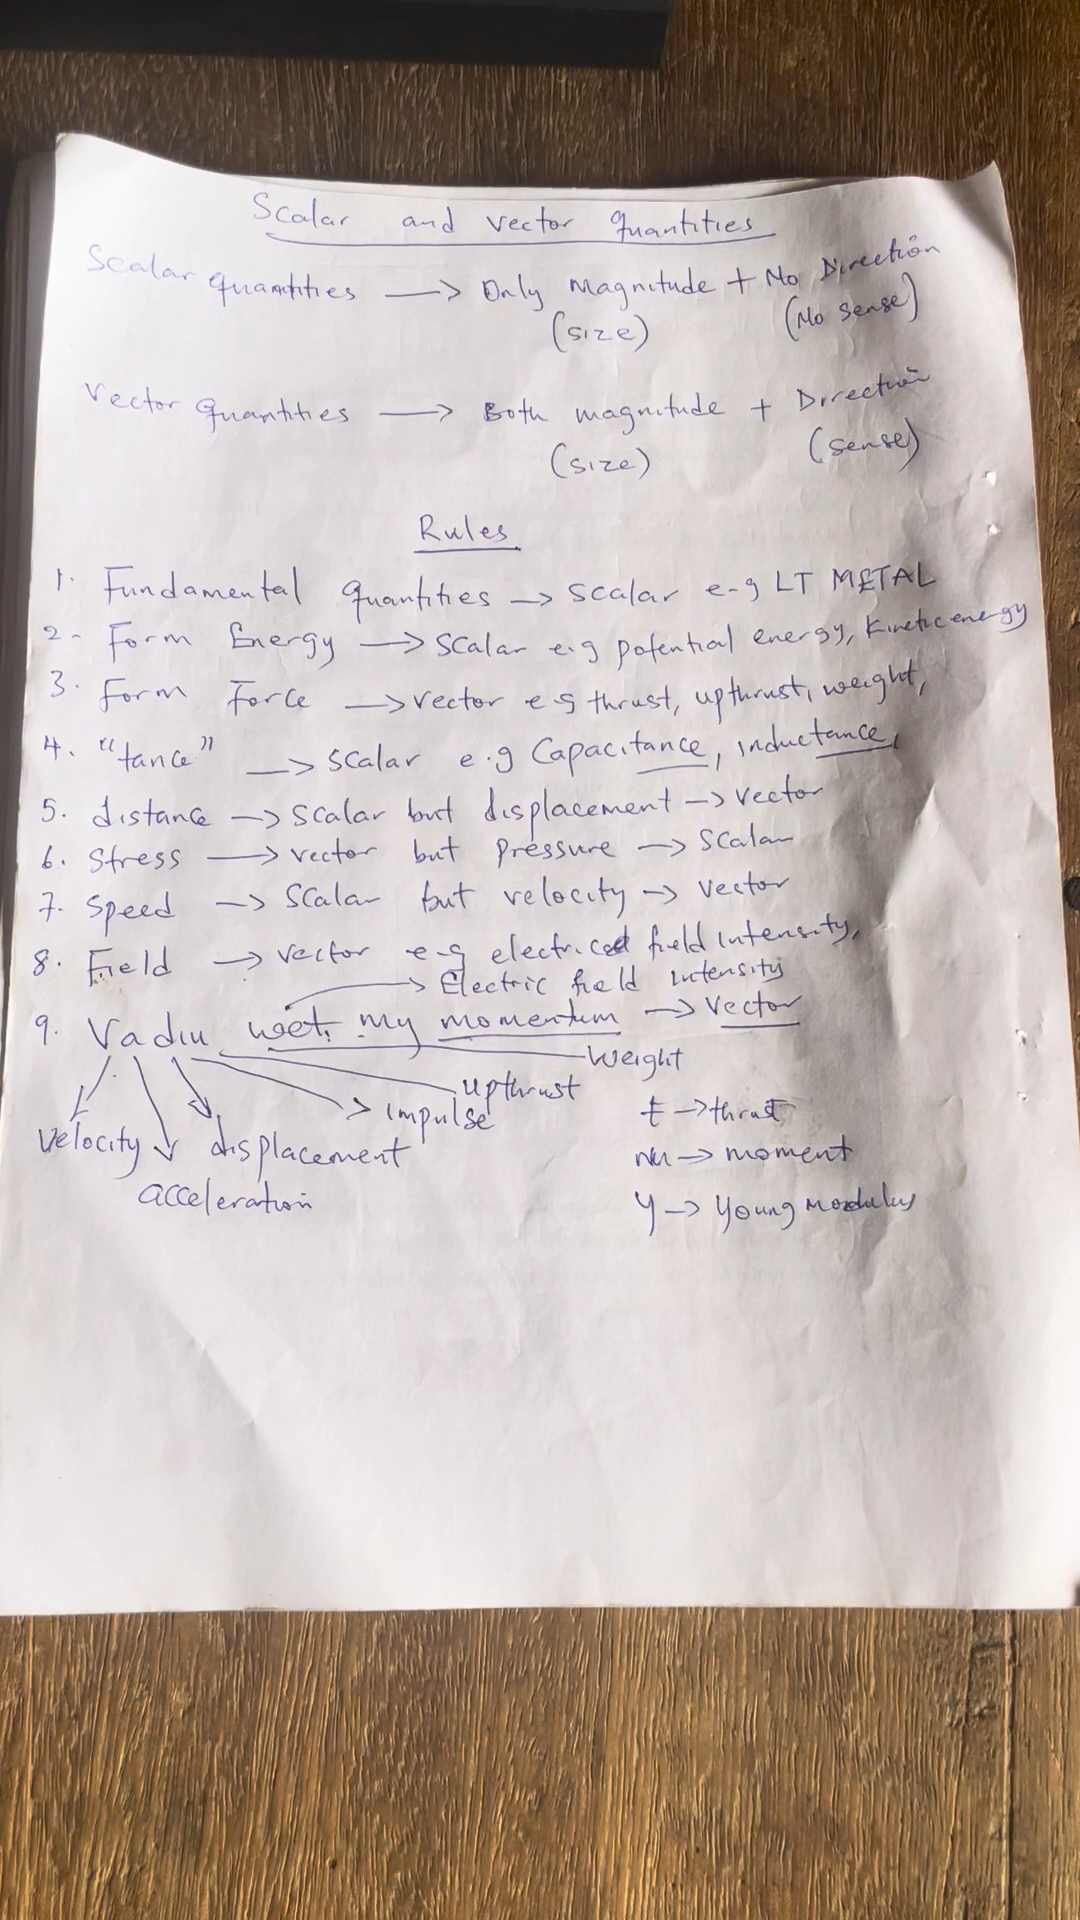 Scalar and vector Quantities
Scalar quantities → Only Magnitude + No Direction
(size) (No sense)
Vector Quantities → Both magnitude + Direction
(size) (sense)
Rules
1. Fundamental quantities → scalar e-g LT METAL
2- Form Energy → scalar e.g potential energy, Kinetic energy
3. form Force → vector e g thrust, upthrust, weight,
4. "tance" → scalar e.g Capacitance, inductance,
5. distance → scalar but displacement → vector
6. Stress → vector but Pressure → scalar
7. Speed → Scalar but velocity → vector
8. Field → vector e-g electrical field intensity,
→ Electric field intensity
9. Vadiu wet my momentum → Vector
Weight
upthrust
impulse
t → thrust
velocity displacement
m → moment
acceleration
Y → Young modulus